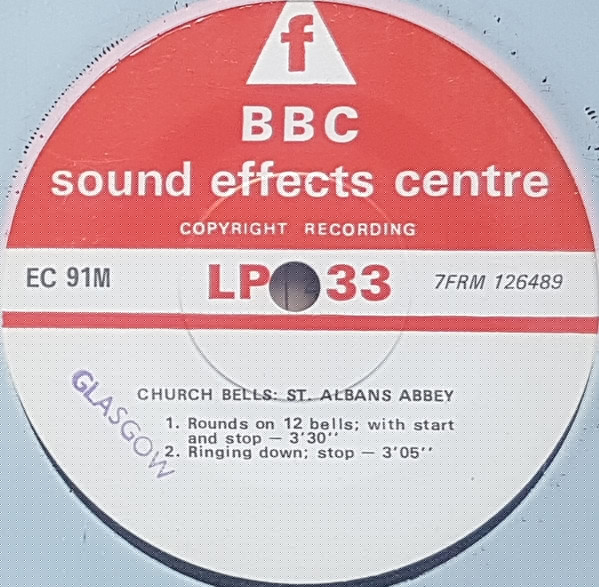 f
BBC
sound effects centre
COPYRIGHT RECORDING
EC 91M
LP 33
7FRM 126489
GLASGOW
CHURCH BELLS: ST. ALBANS ABBEY
1. Rounds on 12 bells; with start
and stop — 3'30''
2. Ringing down; stop — 3'05''